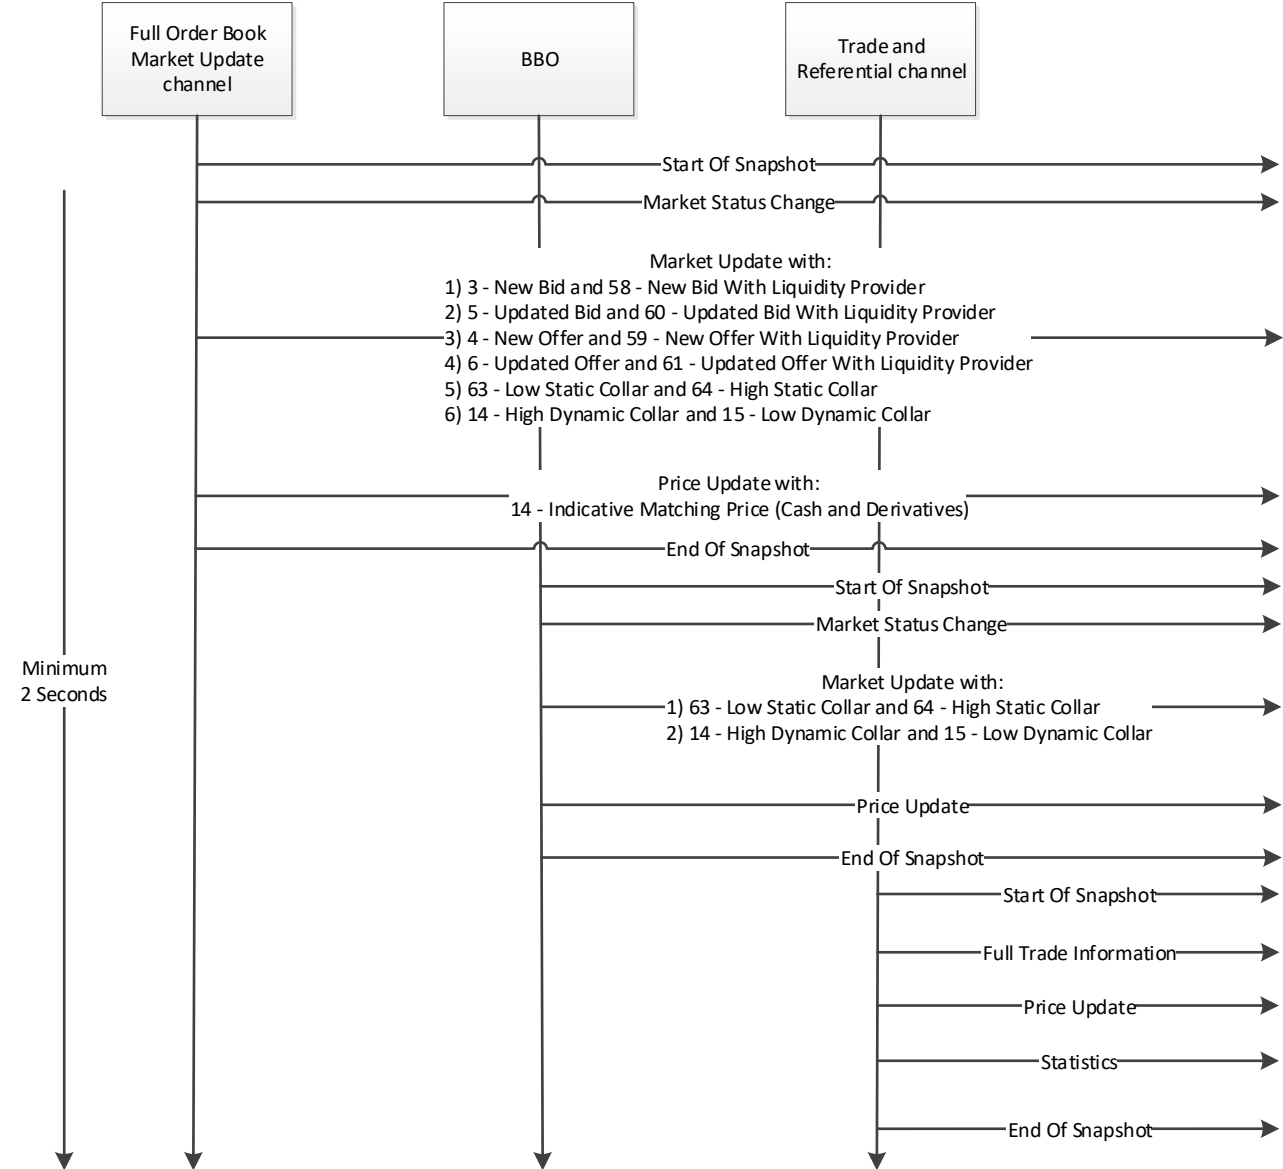 Full Order Book
Market Update
channel
BBO
Trade and
Referential channel
Start Of Snapshot
Market Status Change
Market Update with:
1) 3 - New Bid and 58 - New Bid With Liquidity Provider
2) 5 - Updated Bid and 60 - Updated Bid With Liquidity Provider
3) 4 - New Offer and 59 - New Offer With Liquidity Provider
4) 6 - Updated Offer and 61 - Updated Offer With Liquidity Provider
5) 63 - Low Static Collar and 64 - High Static Collar
6) 14 - High Dynamic Collar and 15 - Low Dynamic Collar
Price Update with:
14 - Indicative Matching Price (Cash and Derivatives)
End Of Snapshot
Start Of Snapshot
Market Status Change
Minimum
2 Seconds
Market Update with:
1) 63 - Low Static Collar and 64 - High Static Collar
2) 14 - High Dynamic Collar and 15 - Low Dynamic Collar
Price Update
End Of Snapshot
Start Of Snapshot
Full Trade Information
Price Update
Statistics
End Of Snapshot